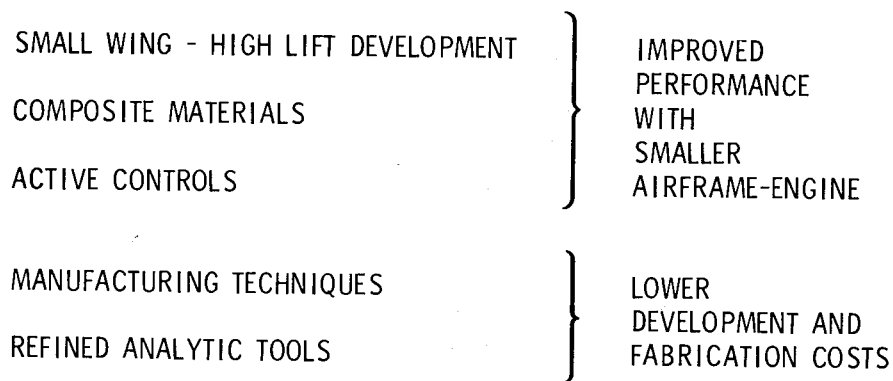 SMALL WING - HIGH LIFT DEVELOPMENT
COMPOSITE MATERIALS
ACTIVE CONTROLS
IMPROVED
PERFORMANCE
WITH
SMALLER
AIRFRAME-ENGINE
MANUFACTURING TECHNIQUES
REFINED ANALYTIC TOOLS
LOWER
DEVELOPMENT AND
FABRICATION COSTS